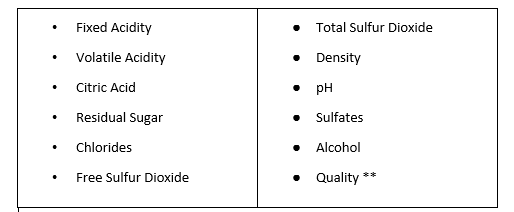 • Fixed Acidity
• Volatile Acidity
• Citric Acid
• Residual Sugar
• Chlorides
• Free Sulfur Dioxide
● Total Sulfur Dioxide
● Density
● pH
● Sulfates
● Alcohol
● Quality **